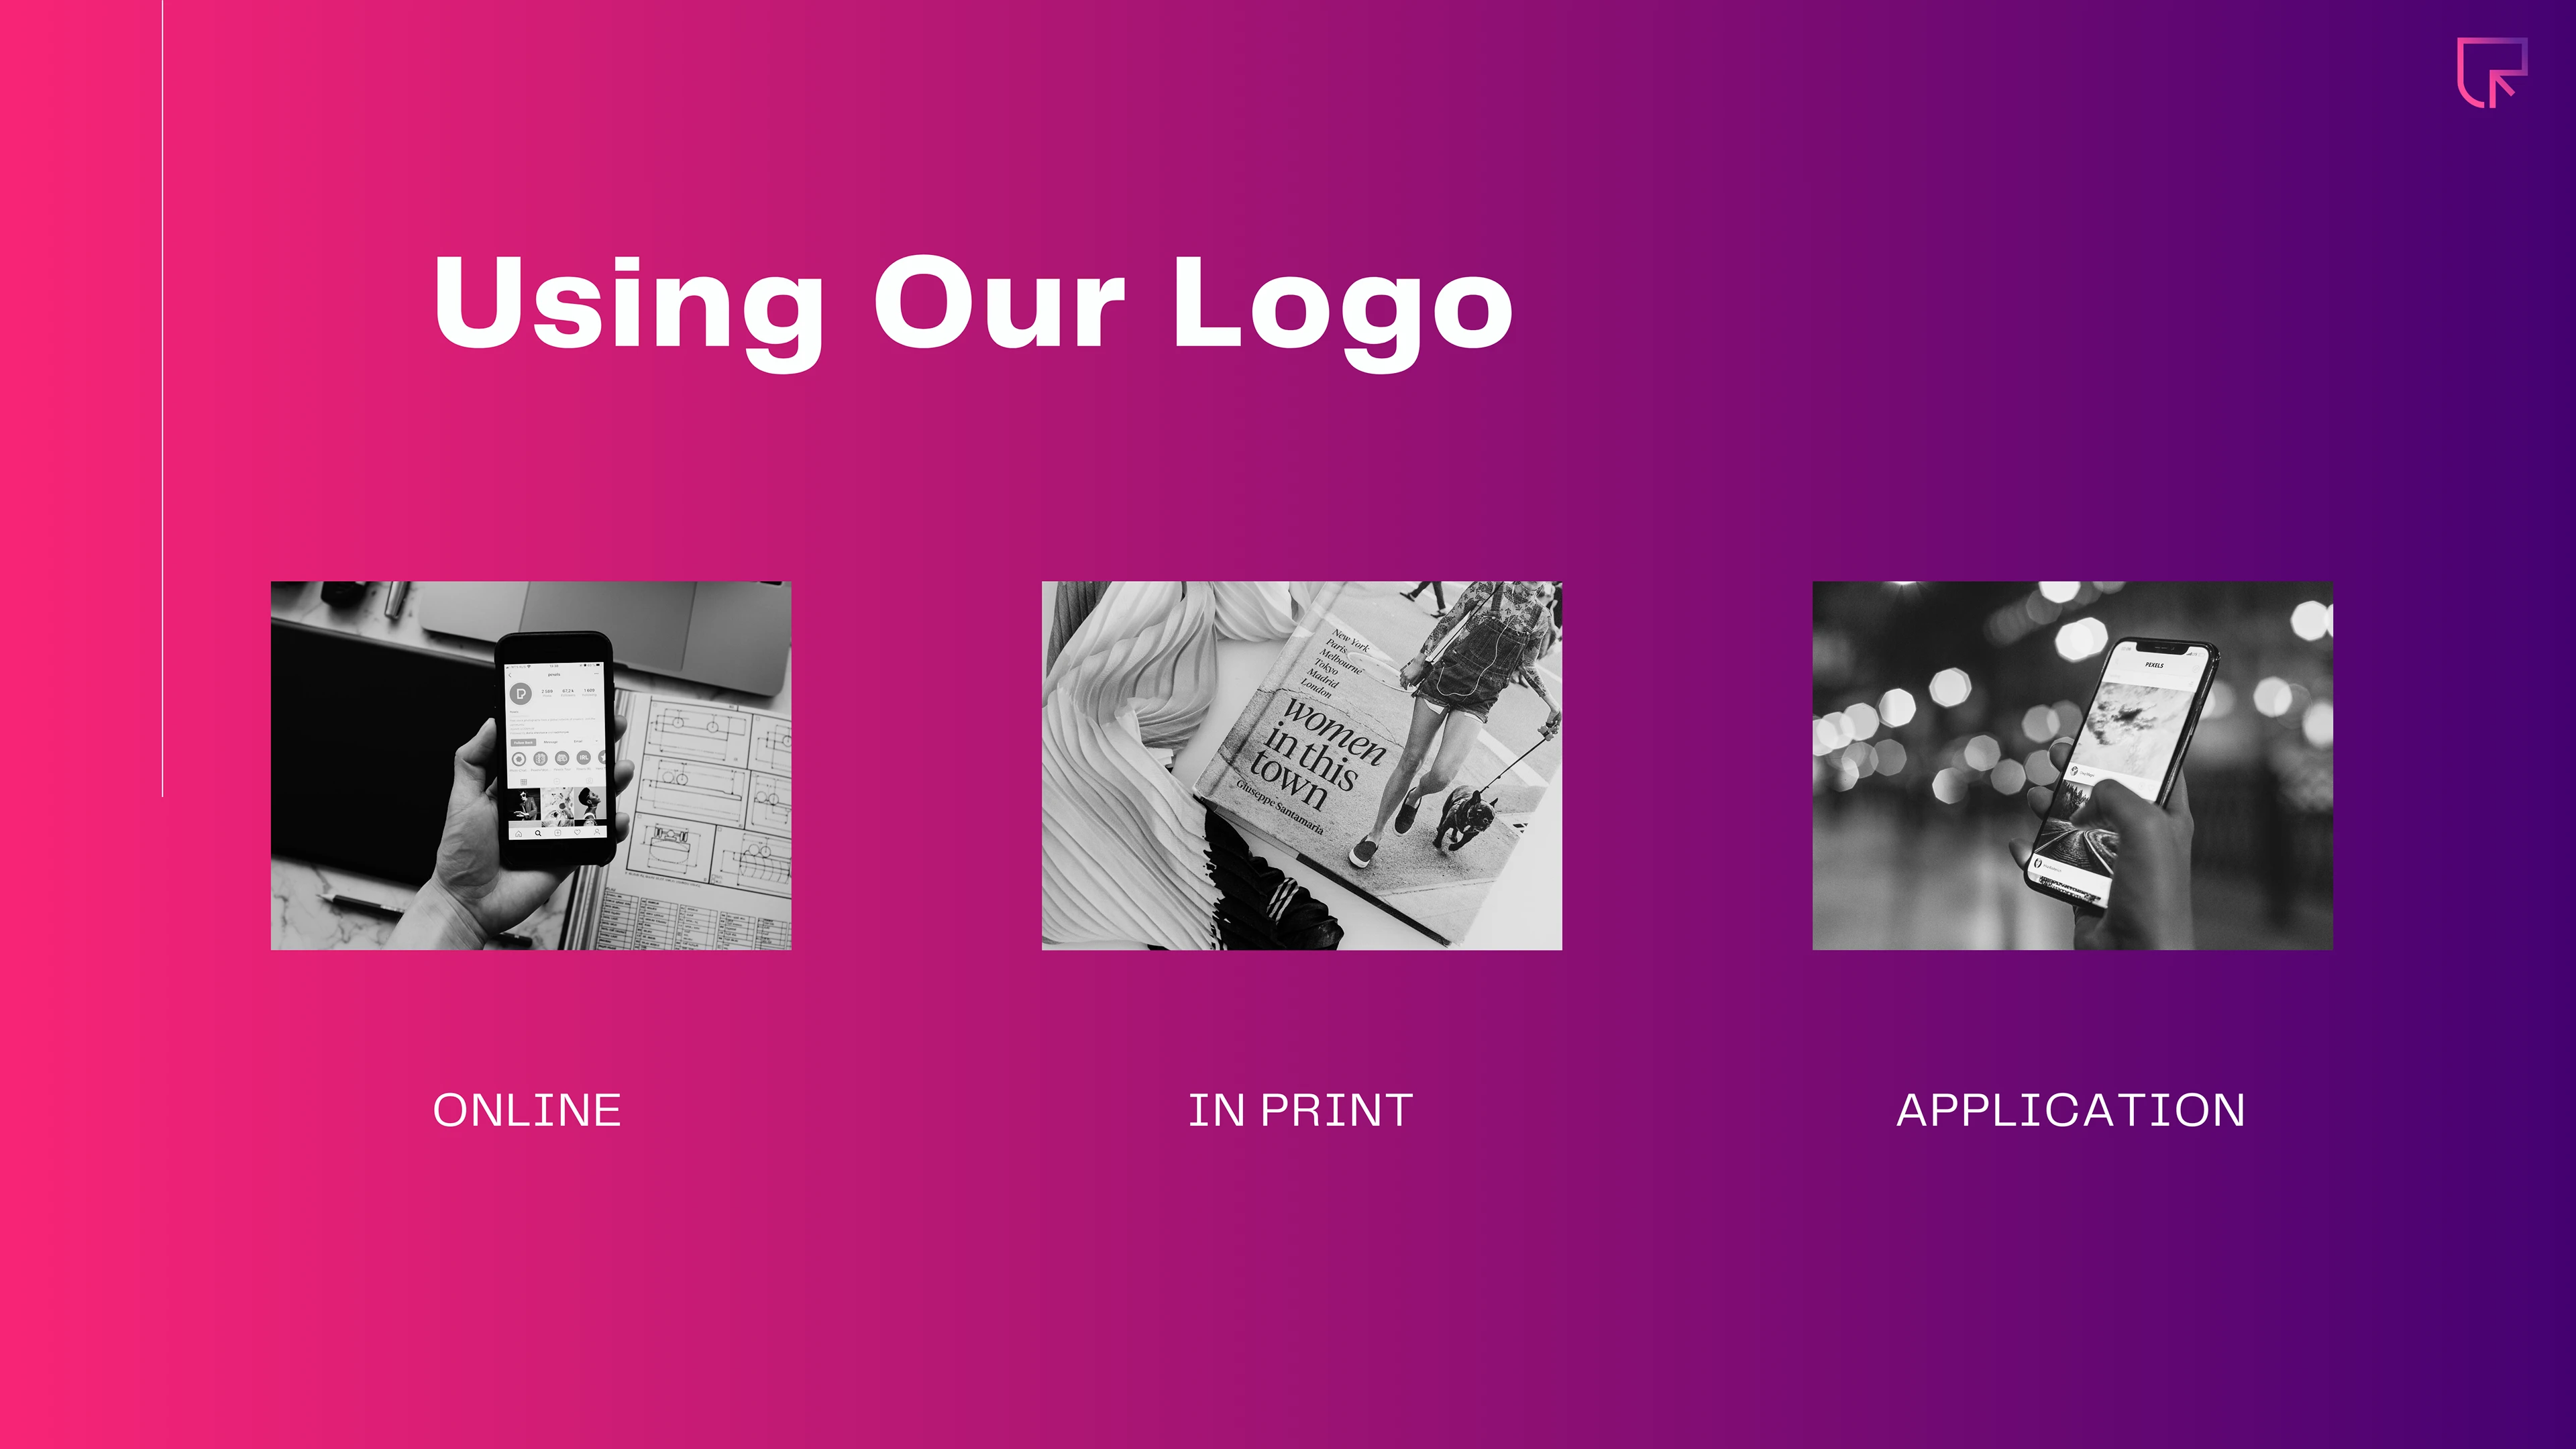 Using Our Logo
pexels
New York
Paris
Melbourne
Tokyo
Madrid
London
women
in this
town
Giuseppe Santamaria
PEXELS
ONLINE
IN PRINT
APPLICATION